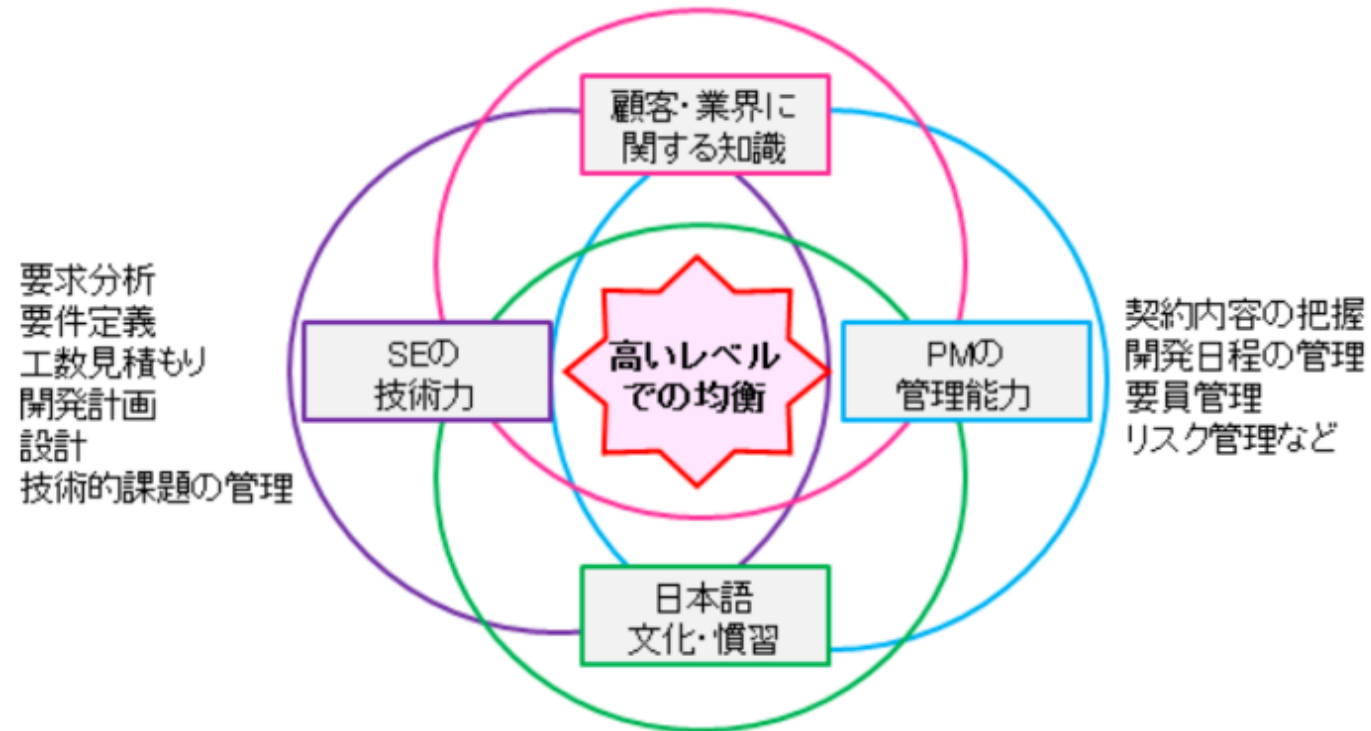 顧客・業界に
関する知識
要求分析
要件定義
工数見積もり
開発計画
設計
技術的課題の管理
SEの
技術力
高いレベル
での均衡
PMの
管理能力
契約内容の把握
開発日程の管理
要員管理
リスク管理など
日本語
文化・慣習